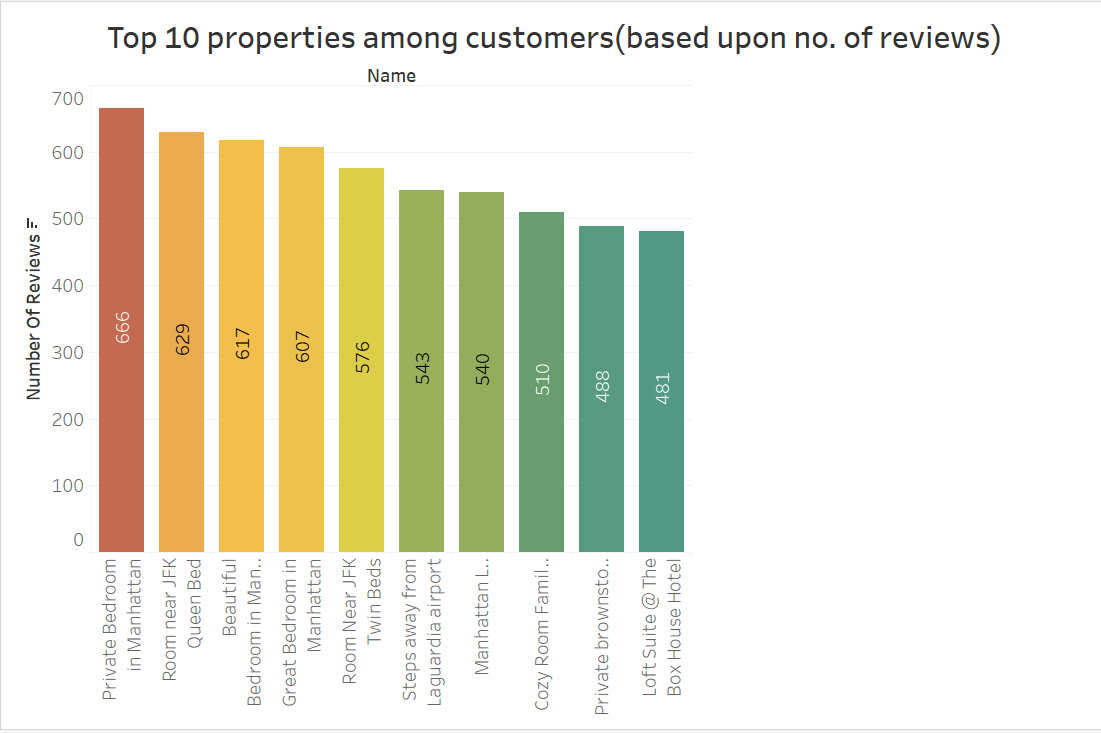 Top 10 properties among customers(based upon no. of reviews)
Name
Number Of Reviews
700
600
500
400
300
200
100
0
666
629
617
607
576
543
540
510
488
481
Private Bedroom
in Manhattan
Room near JFK
Queen Bed
Beautiful
Bedroom in Man..
Great Bedroom in
Manhattan
Room Near JFK
Twin Beds
Steps away from
Laguardia airport
Manhattan L..
Cozy Room Famil..
Private brownsto..
Loft Suite @ The
Box House Hotel